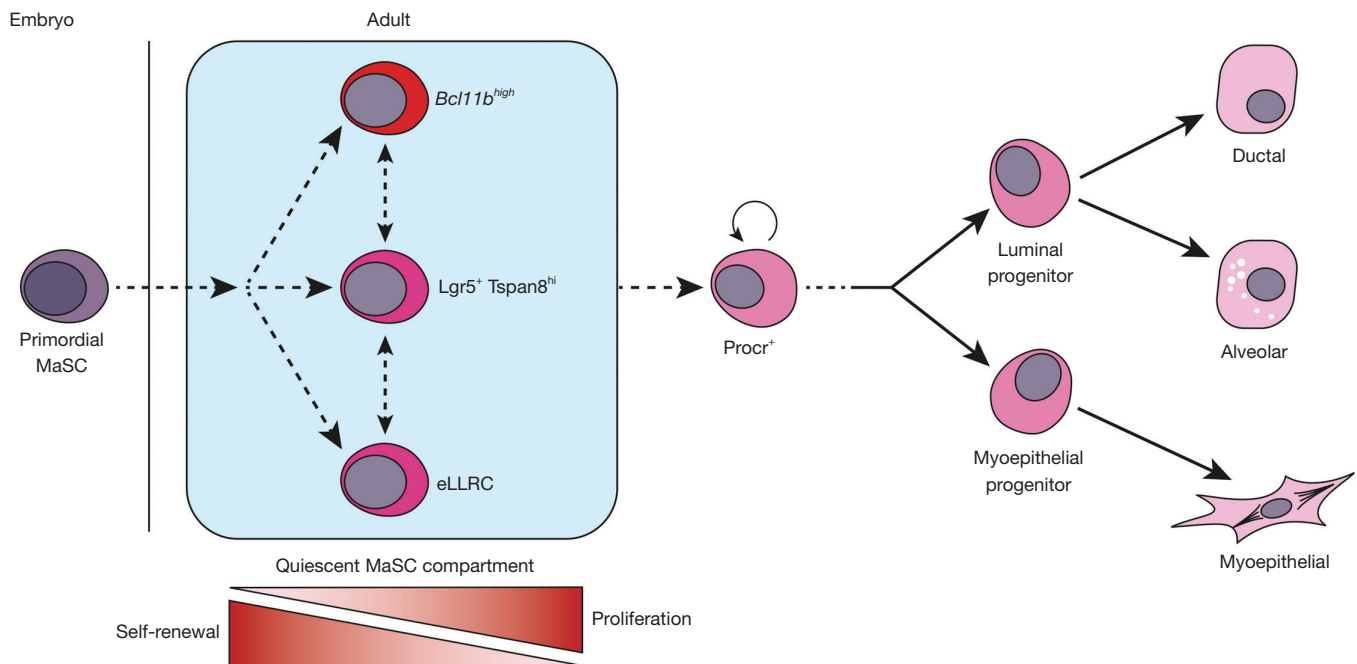 Embryo
Adult
Bcl11b^high
Lgr5⁺ Tspan8^hi
eLLRC
Primordial
MaSC
Procr⁺
Luminal
progenitor
Myoepithelial
progenitor
Ductal
Alveolar
Myoepithelial
Quiescent MaSC compartment
Self-renewal
Proliferation